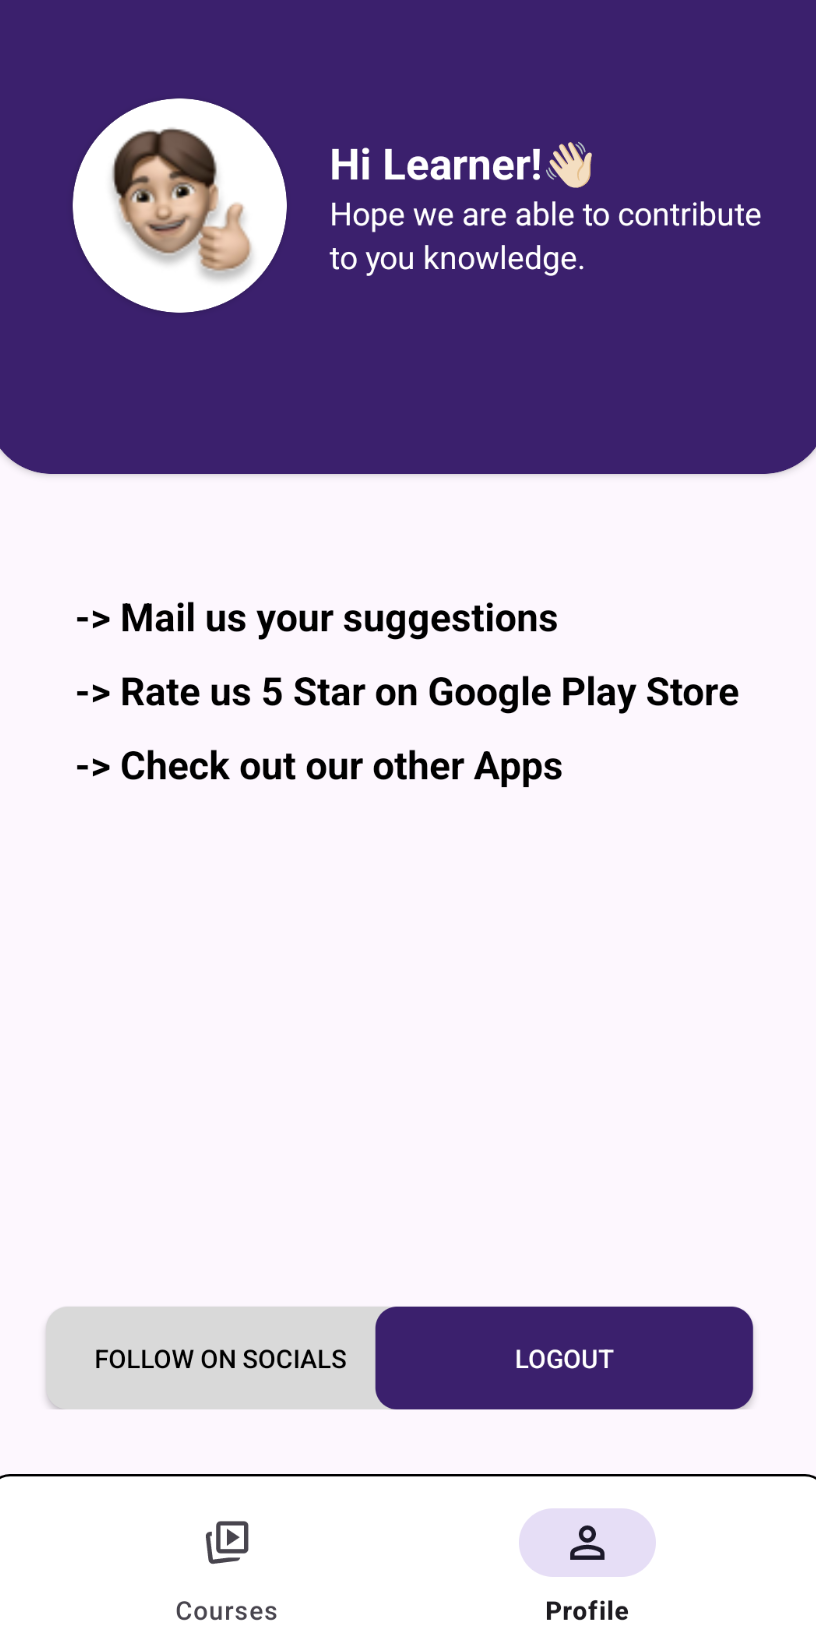 Hi Learner!👋🏻
Hope we are able to contribute
to you knowledge.
-> Mail us your suggestions
-> Rate us 5 Star on Google Play Store
-> Check out our other Apps
FOLLOW ON SOCIALS
LOGOUT
Courses
Profile